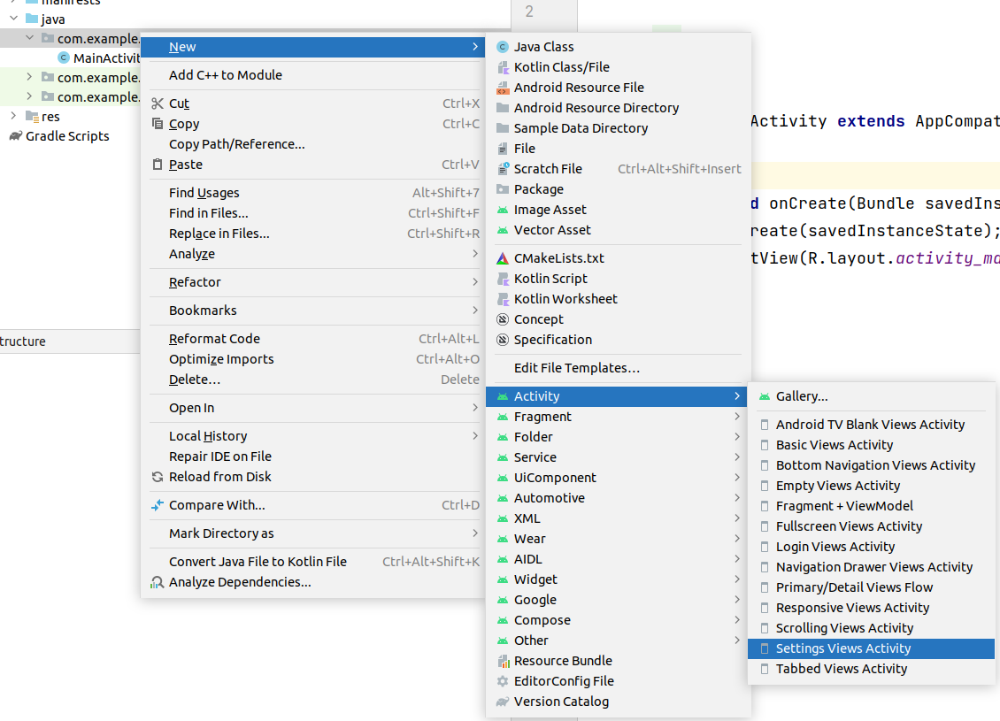 manifests
java
com.example.
MainActivit
com.example.
com.example.
res
Gradle Scripts
tructure
New
Add C++ to Module
Cut Ctrl+X
Copy Ctrl+C
Copy Path/Reference...
Paste Ctrl+V
Find Usages Alt+Shift+7
Find in Files... Ctrl+Shift+F
Replace in Files... Ctrl+Shift+R
Analyze
Refactor
Bookmarks
Reformat Code Ctrl+Alt+L
Optimize Imports Ctrl+Alt+O
Delete... Delete
Open In
Local History
Repair IDE on File
Reload from Disk
Compare With... Ctrl+D
Mark Directory as
Convert Java File to Kotlin File Ctrl+Alt+Shift+K
Analyze Dependencies...
Java Class
Kotlin Class/File
Android Resource File
Android Resource Directory
Sample Data Directory
File
Scratch File Ctrl+Alt+Shift+Insert
Package
Image Asset
Vector Asset
CMakeLists.txt
Kotlin Script
Kotlin Worksheet
Concept
Specification
Edit File Templates...
Activity
Fragment
Folder
Service
UiComponent
Automotive
XML
Wear
AIDL
Widget
Google
Compose
Other
Resource Bundle
EditorConfig File
Version Catalog
Gallery...
Android TV Blank Views Activity
Basic Views Activity
Bottom Navigation Views Activity
Empty Views Activity
Fragment + ViewModel
Fullscreen Views Activity
Login Views Activity
Navigation Drawer Views Activity
Primary/Detail Views Flow
Responsive Views Activity
Scrolling Views Activity
Settings Views Activity
Tabbed Views Activity
2
Activity extends AppCompat
d onCreate(Bundle savedIns
reate(savedInstanceState);
tView(R.layout.activity_ma